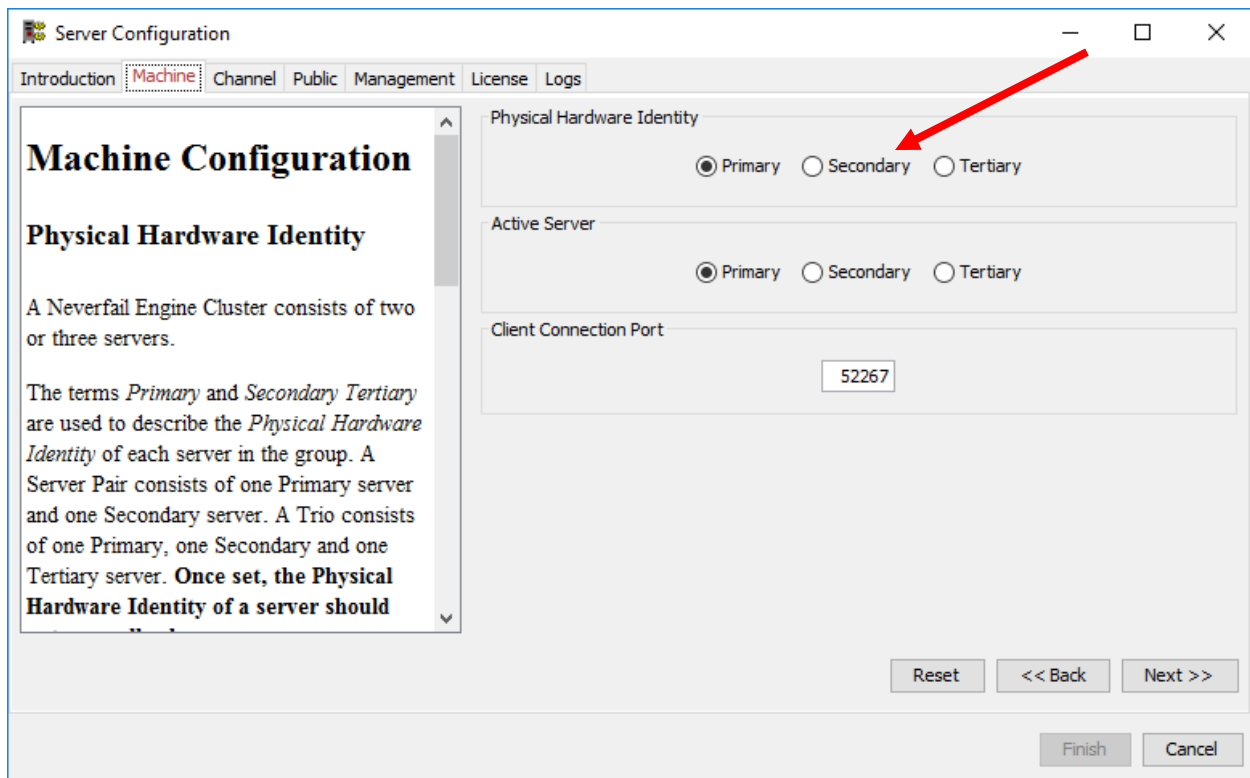 Server Configuration
Introduction Machine Channel Public Management License Logs
Machine Configuration
Physical Hardware Identity
A Neverfail Engine Cluster consists of two
or three servers.
The terms Primary and Secondary Tertiary
are used to describe the Physical Hardware
Identity of each server in the group. A
Server Pair consists of one Primary server
and one Secondary server. A Trio consists
of one Primary, one Secondary and one
Tertiary server. Once set, the Physical
Hardware Identity of a server should
Physical Hardware Identity
Primary Secondary Tertiary
Active Server
Primary Secondary Tertiary
Client Connection Port
52267
Reset << Back Next >>
Finish Cancel